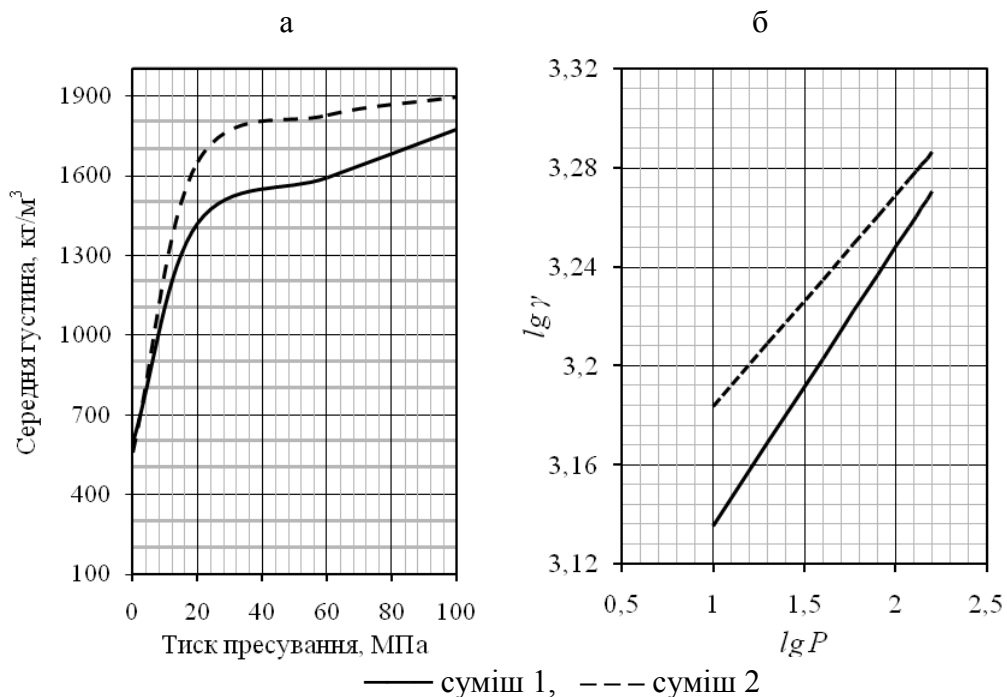 а
Середня густина, кг/м³
1900
1600
1300
1000
700
400
100
0 20 40 60 80 100
Тиск пресування, МПа
б
lg γ
3,32
3,28
3,24
3,2
3,16
3,12
0,5 1 1,5 2 2,5
lg P
суміш 1, суміш 2